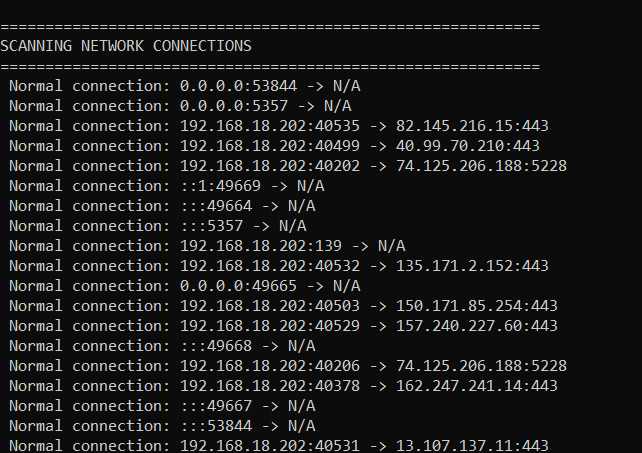 ============================================================
SCANNING NETWORK CONNECTIONS
============================================================
Normal connection: 0.0.0.0:53844 -> N/A
Normal connection: 0.0.0.0:5357 -> N/A
Normal connection: 192.168.18.202:40535 -> 82.145.216.15:443
Normal connection: 192.168.18.202:40499 -> 40.99.70.210:443
Normal connection: 192.168.18.202:40202 -> 74.125.206.188:5228
Normal connection: ::1:49669 -> N/A
Normal connection: :::49664 -> N/A
Normal connection: :::5357 -> N/A
Normal connection: 192.168.18.202:139 -> N/A
Normal connection: 192.168.18.202:40532 -> 135.171.2.152:443
Normal connection: 0.0.0.0:49665 -> N/A
Normal connection: 192.168.18.202:40503 -> 150.171.85.254:443
Normal connection: 192.168.18.202:40529 -> 157.240.227.60:443
Normal connection: :::49668 -> N/A
Normal connection: 192.168.18.202:40206 -> 74.125.206.188:5228
Normal connection: 192.168.18.202:40378 -> 162.247.241.14:443
Normal connection: :::49667 -> N/A
Normal connection: :::53844 -> N/A
Normal connection: 192.168.18.202:40531 -> 13.107.137.11:443